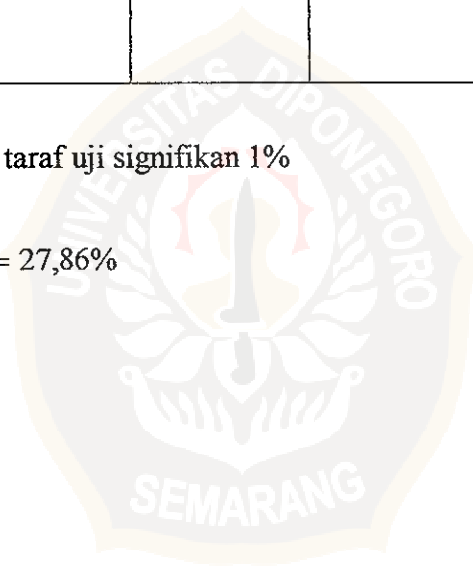 taraf uji signifikan 1%
= 27,86%
UNIVERSITAS DIPONEGORO
SEMARANG